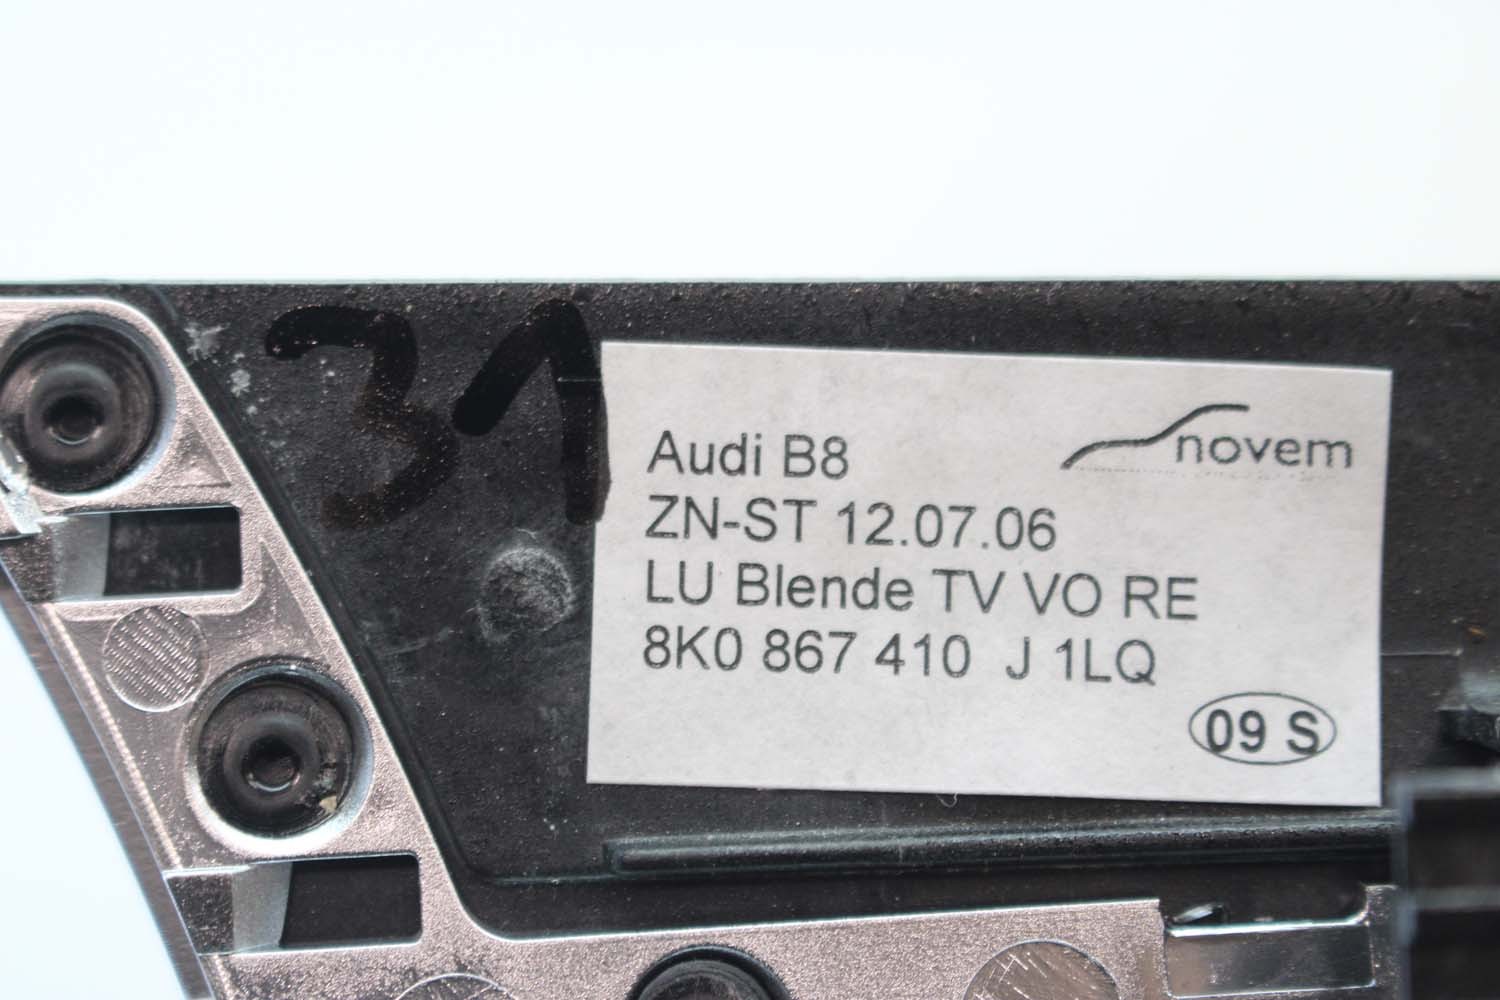 31
novem
Audi B8
ZN-ST 12.07.06
LU Blende TV VO RE
8K0 867 410 J 1LQ
09 S